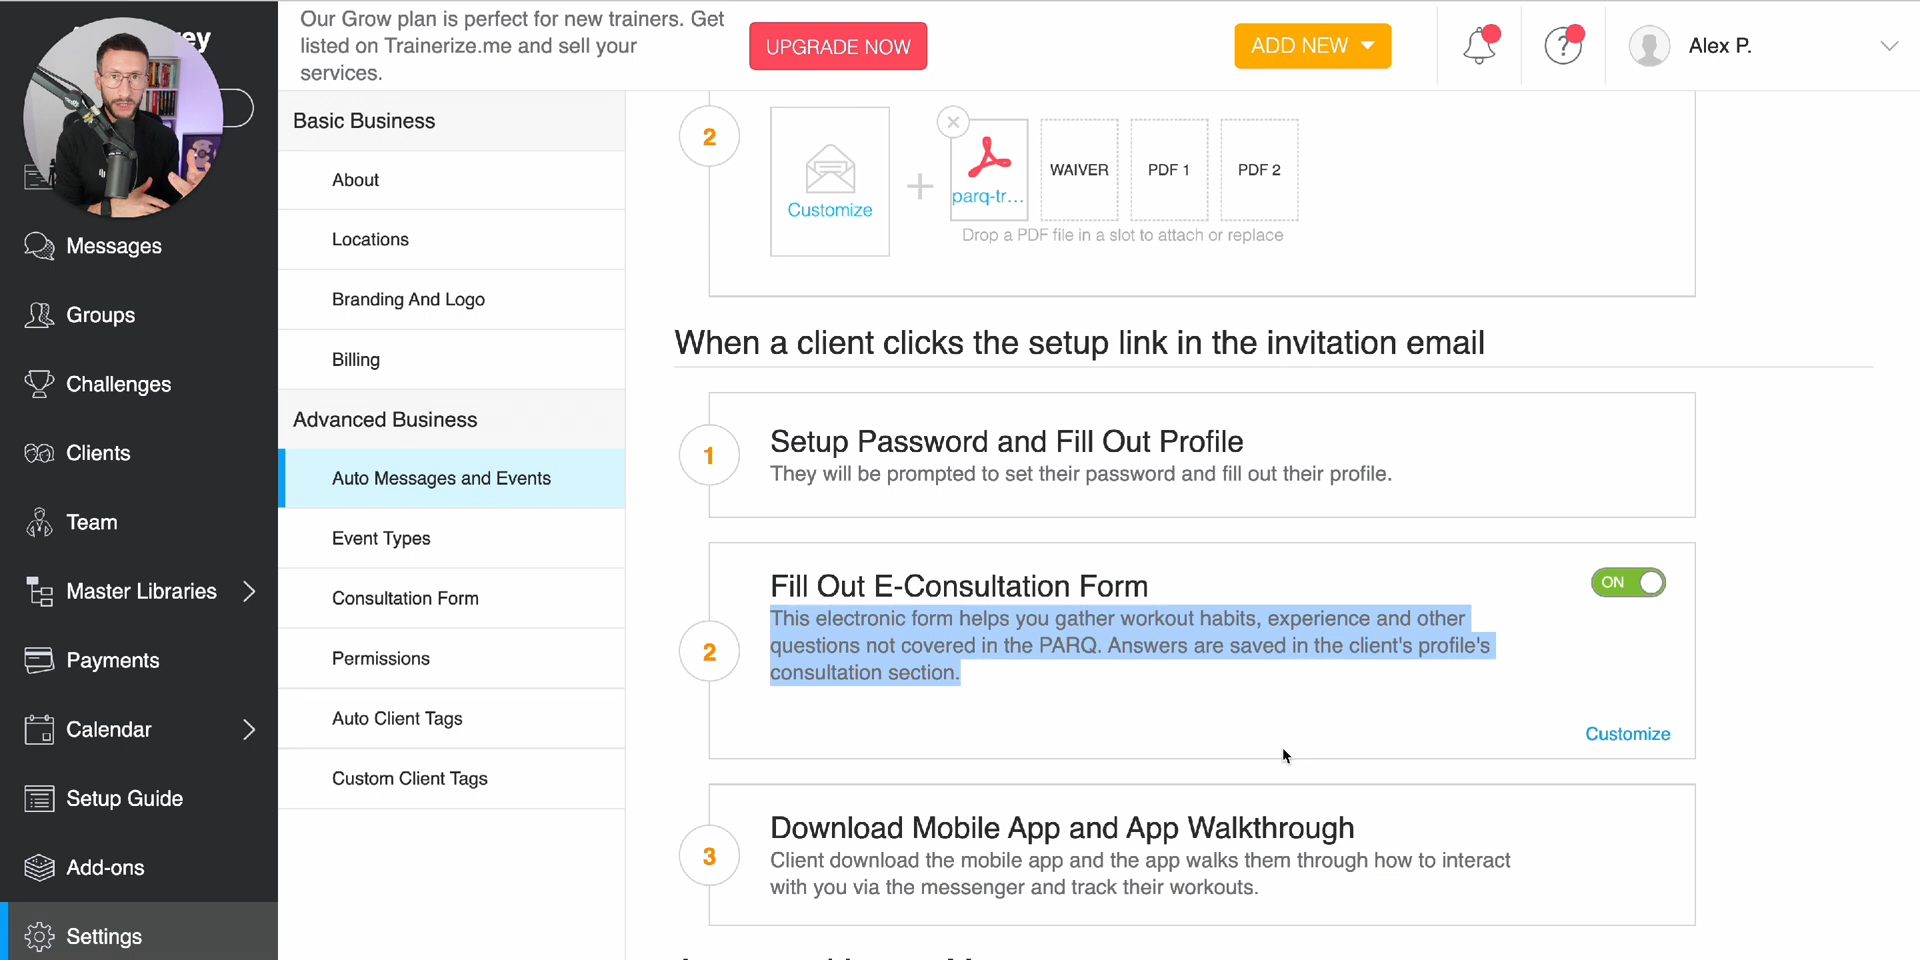 Our Grow plan is perfect for new trainers. Get
listed on Trainerize.me and sell your
services.
UPGRADE NOW
ADD NEW
Alex P.
Messages
Groups
Challenges
Clients
Team
Master Libraries
Payments
Calendar
Setup Guide
Add-ons
Settings
Basic Business
About
Locations
Branding And Logo
Billing
Advanced Business
Auto Messages and Events
Event Types
Consultation Form
Permissions
Auto Client Tags
Custom Client Tags
2
Customize
+
parq-tr...
WAIVER
PDF 1
PDF 2
Drop a PDF file in a slot to attach or replace
When a client clicks the setup link in the invitation email
1
Setup Password and Fill Out Profile
They will be prompted to set their password and fill out their profile.
2
Fill Out E-Consultation Form
ON
This electronic form helps you gather workout habits, experience and other
questions not covered in the PARQ. Answers are saved in the client's profile's
consultation section.
Customize
3
Download Mobile App and App Walkthrough
Client download the mobile app and the app walks them through how to interact
with you via the messenger and track their workouts.